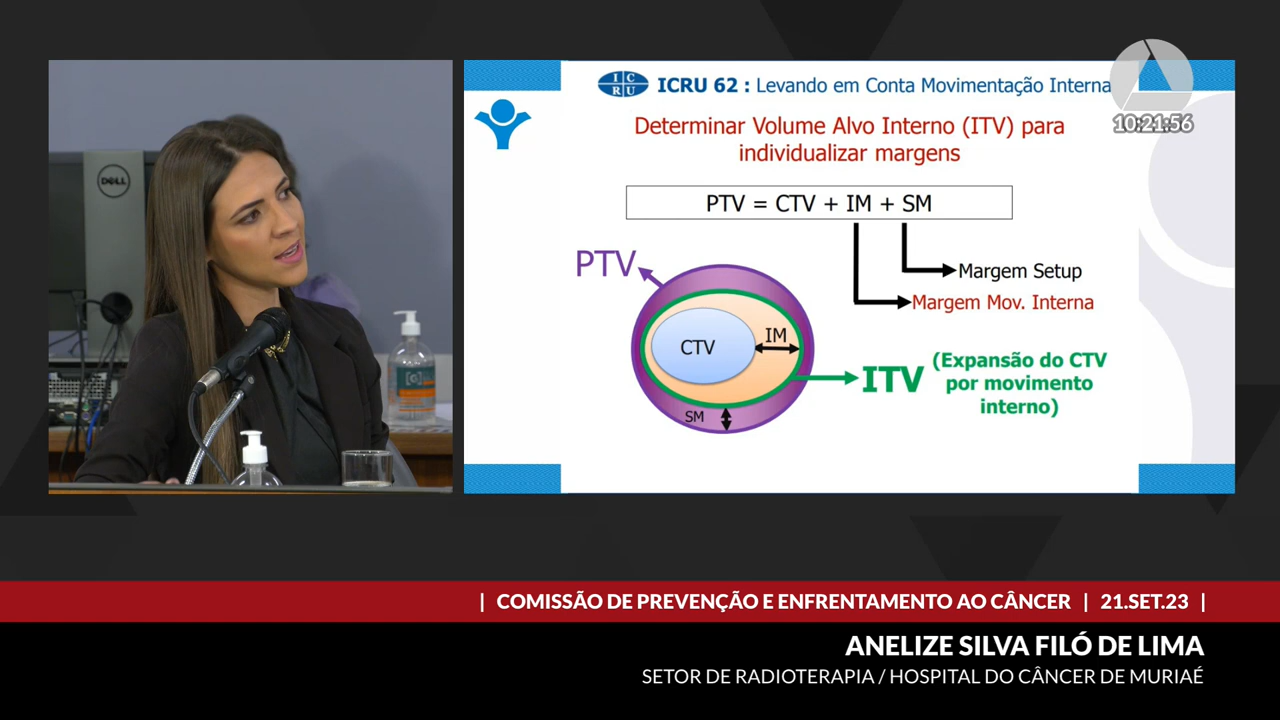 DELL
I C
R U
ICRU 62 : Levando em Conta Movimentação Interna
10:21:56
Determinar Volume Alvo Interno (ITV) para
individualizar margens
PTV = CTV + IM + SM
Margem Setup
Margem Mov. Interna
PTV
CTV
IM
SM
ITV
(Expansão do CTV
por movimento
interno)
| COMISSÃO DE PREVENÇÃO E ENFRENTAMENTO AO CÂNCER | 21.SET.23 |
ANELIZE SILVA FILÓ DE LIMA
SETOR DE RADIOTERAPIA / HOSPITAL DO CÂNCER DE MURIAÉ